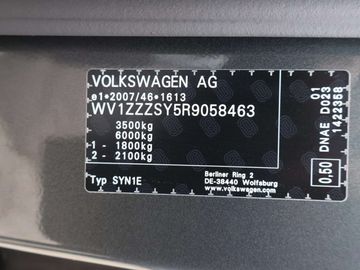 VOLKSWAGEN AG
e1*2007/46*1613
WV1ZZZSY5R9058463
3500kg
6000kg
1 - 1800kg
2 - 2100kg
Typ SYN1E
Berliner Ring 2
DE-38440 Wolfsburg
www.volkswagen.com
0.50 DNAE D023 01
1422358